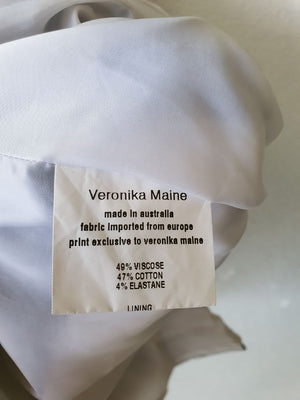 Veronika Maine
made in australia
fabric imported from europe
print exclusive to veronika maine
49% VISCOSE
47% COTTON
4% ELASTANE
LINING